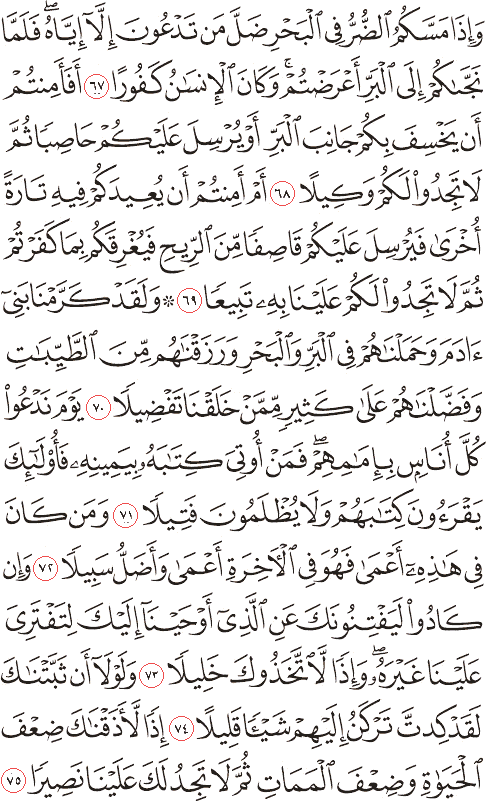 وَإِذَا مَسَّكُمُ ٱلضُّرُّ فِى ٱلْبَحْرِ ضَلَّ مَن تَدْعُونَ إِلَّآ إِيَّاهُ ۖ فَلَمَّا
نَجَّىٰكُمْ إِلَى ٱلْبَرِّ أَعْرَضْتُمْ ۚ وَكَانَ ٱلْإِنسَٰنُ كَفُورًا ٦٧ أَفَأَمِنتُمْ
أَن يَخْسِفَ بِكُمْ جَانِبَ ٱلْبَرِّ أَوْ يُرْسِلَ عَلَيْكُمْ حَاصِبًا ثُمَّ
لَا تَجِدُوا۟ لَكُمْ وَكِيلًا ٦٨ أَمْ أَمِنتُمْ أَن يُعِيدَكُمْ فِيهِ تَارَةً
أُخْرَىٰ فَيُرْسِلَ عَلَيْكُمْ قَاصِفًا مِّنَ ٱلرِّيحِ فَيُغْرِقَكُم بِمَا كَفَرْتُمْ
ثُمَّ لَا تَجِدُوا۟ لَكُمْ عَلَيْنَا بِهِۦ تَبِيعًا ٦٩ ۞ وَلَقَدْ كَرَّمْنَا بَنِىٓ
ءَادَمَ وَحَمَلْنَٰهُمْ فِى ٱلْبَرِّ وَٱلْبَحْرِ وَرَزَقْنَٰهُم مِّنَ ٱلطَّيِّبَٰتِ
وَفَضَّلْنَٰهُمْ عَلَىٰ كَثِيرٍ مِّمَّنْ خَلَقْنَا تَفْضِيلًا ٧٠ يَوْمَ نَدْعُوا۟
كُلَّ أُنَاسٍۭ بِإِمَٰمِهِمْ ۖ فَمَنْ أُوتِىَ كِتَٰبَهُۥ بِيَمِينِهِۦ فَأُو۟لَٰٓئِكَ
يَقْرَءُونَ كِتَٰبَهُمْ وَلَا يُظْلَمُونَ فَتِيلًا ٧١ وَمَن كَانَ
فِى هَٰذِهِۦٓ أَعْمَىٰ فَهُوَ فِى ٱلْءَاخِرَةِ أَعْمَىٰ وَأَضَلُّ سَبِيلًا ٧٢ وَإِن
كَادُوا۟ لَيَفْتِنُونَكَ عَنِ ٱلَّذِىٓ أَوْحَيْنَآ إِلَيْكَ لِتَفْتَرِىَ
عَلَيْنَا غَيْرَهُۥ ۖ وَإِذًا لَّٱتَّخَذُوكَ خَلِيلًا ٧٣ وَلَوْلَآ أَن ثَبَّتْنَٰكَ
لَقَدْ كِدتَّ تَرْكَنُ إِلَيْهِمْ شَيْـًٔا قَلِيلًا ٧٤ إِذًا لَّأَذَقْنَٰكَ ضِعْفَ
ٱلْحَيَوٰةِ وَضِعْفَ ٱلْمَمَاتِ ثُمَّ لَا تَجِدُ لَكَ عَلَيْنَا نَصِيرًا ٧٥